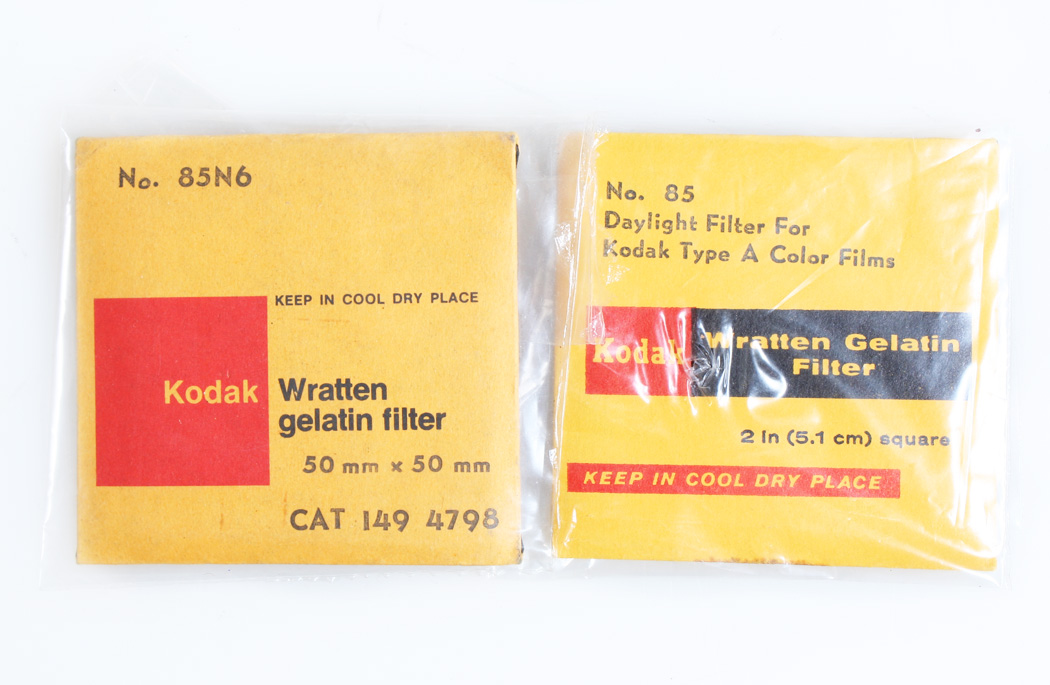 No. 85N6
KEEP IN COOL DRY PLACE
Kodak
Wratten
gelatin filter
50 mm x 50 mm
CAT 149 4798
No. 85
Daylight Filter For
Kodak Type A Color Films
Kodak
Wratten Gelatin
Filter
2 in (5.1 cm) square
KEEP IN COOL DRY PLACE